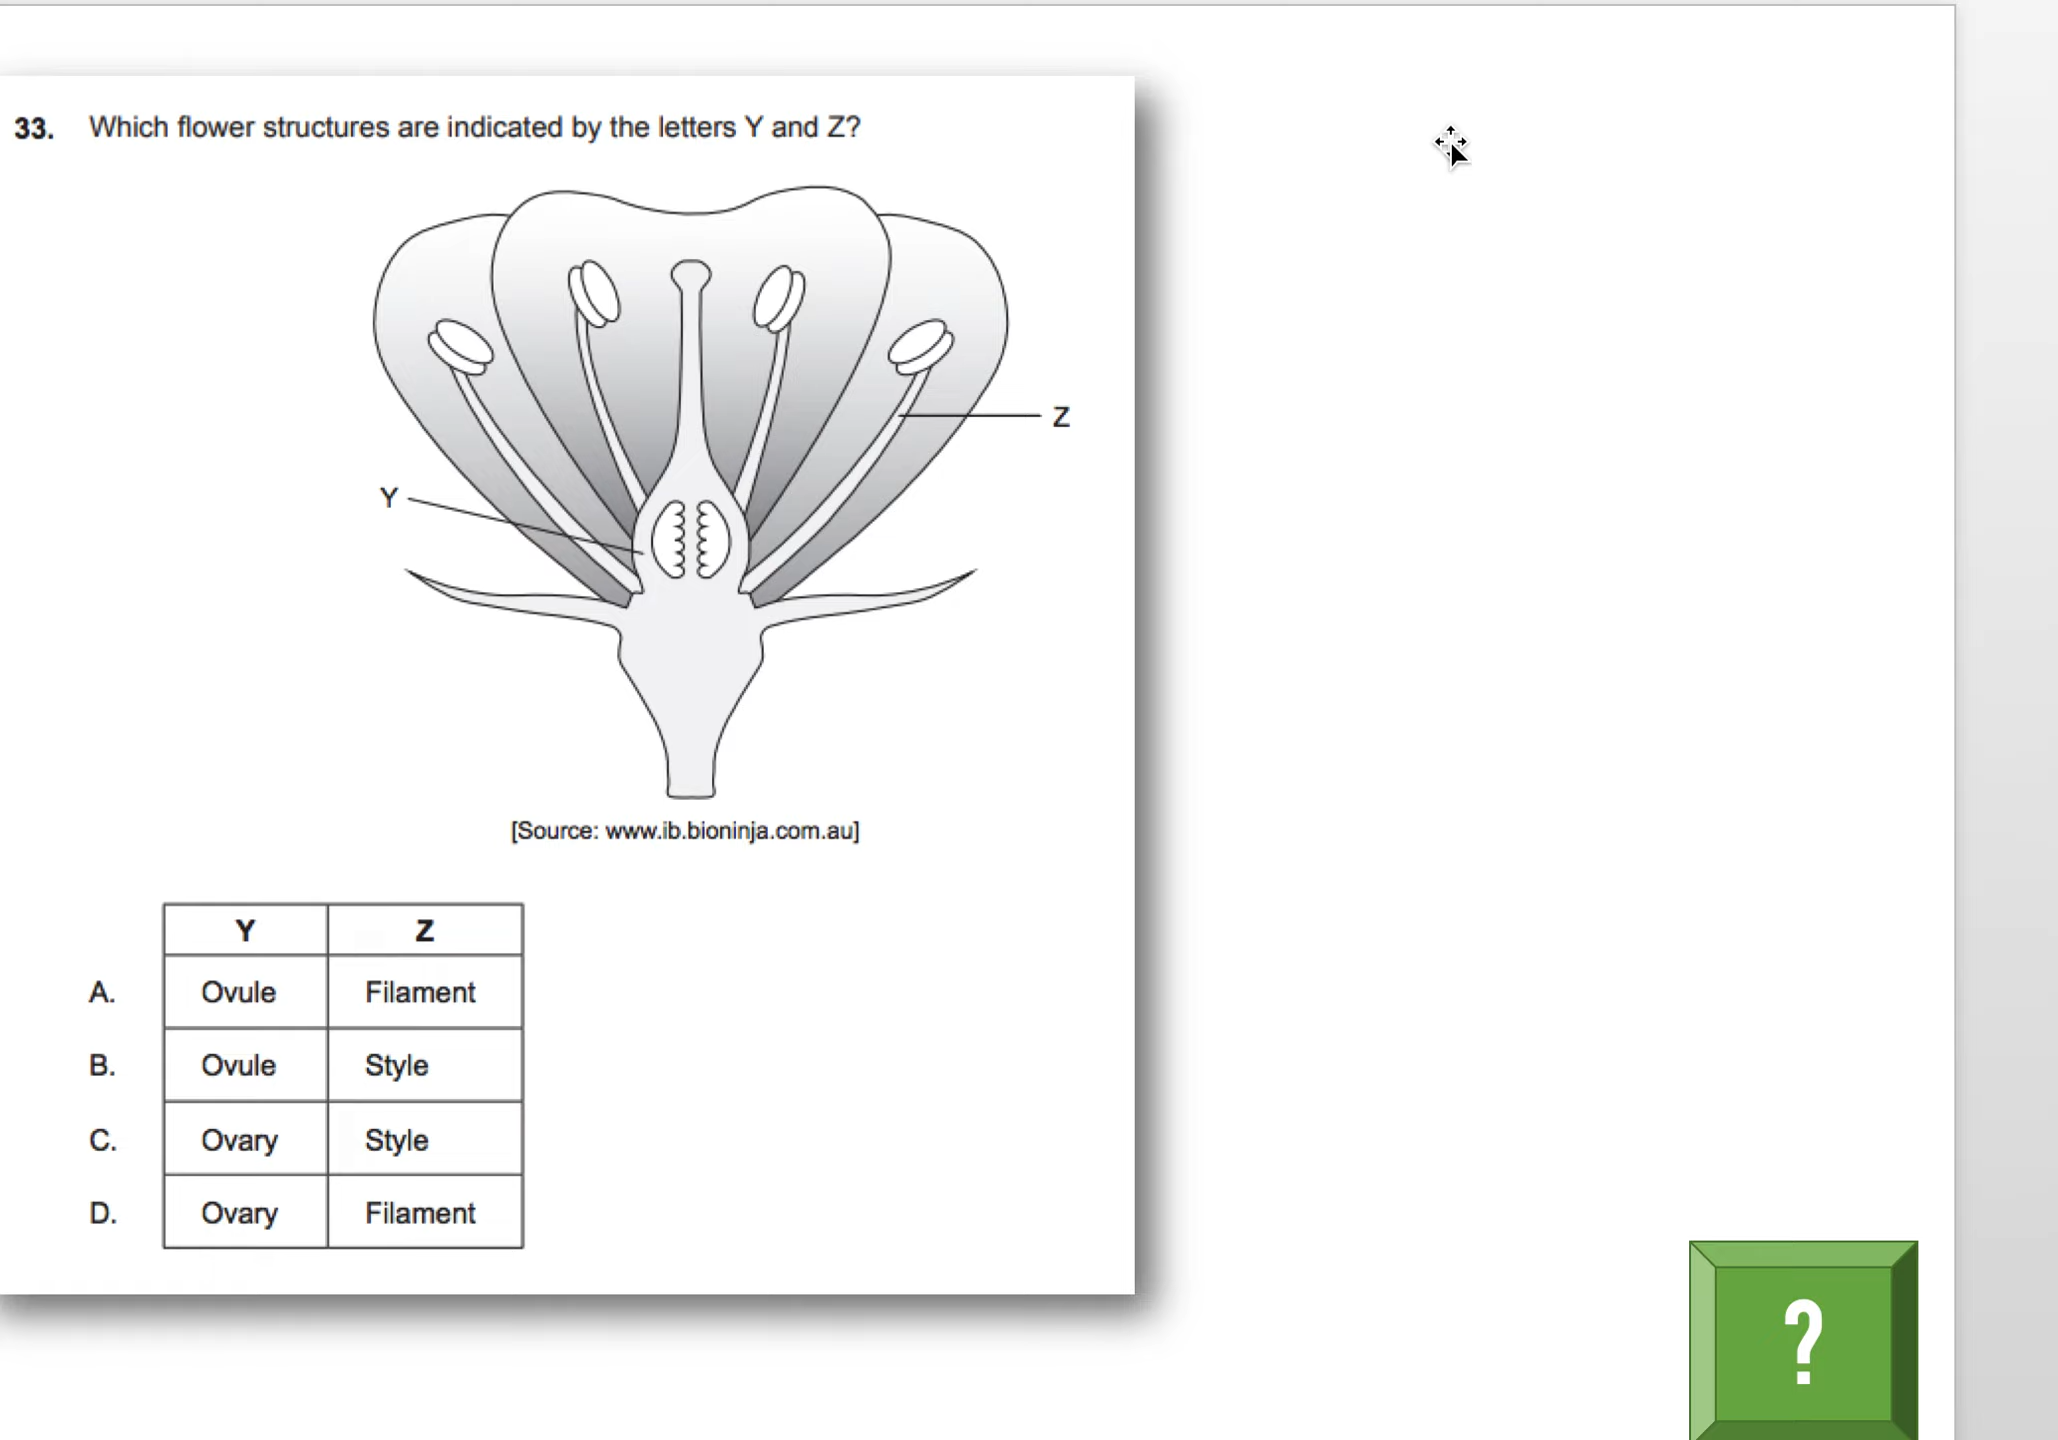 33. Which flower structures are indicated by the letters Y and Z?
Z
Y
[Source: www.ib.bioninja.com.au]
Y Z
A. Ovule Filament
B. Ovule Style
C. Ovary Style
D. Ovary Filament
?